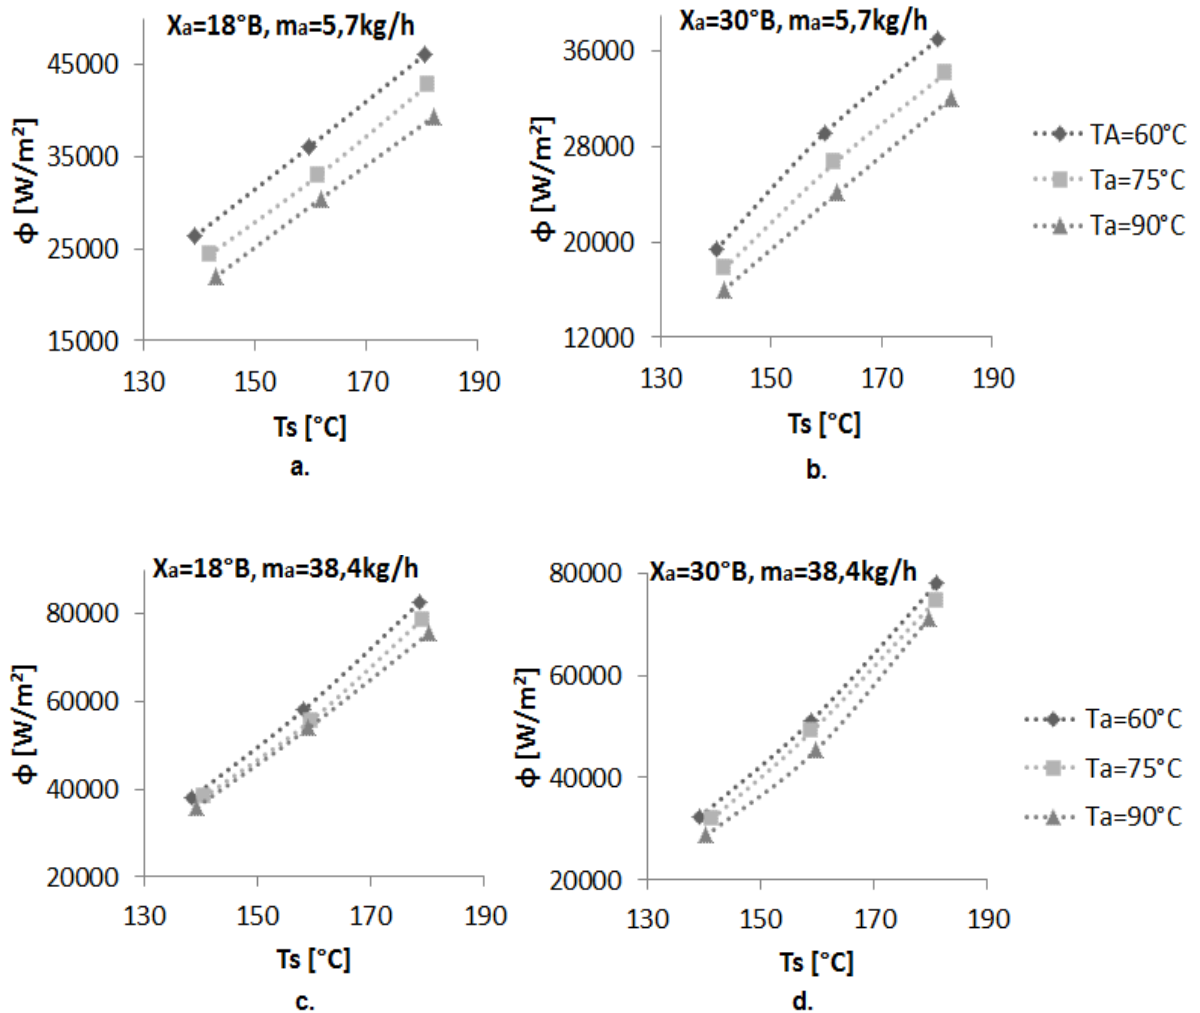 Xa=18°B, ma=5,7kg/h
45000
35000
25000
15000
130 150 170 190
ϕ [W/m²]
Ts [°C]
a.
Xa=30°B, ma=5,7kg/h
36000
28000
20000
12000
130 150 170 190
ϕ [W/m²]
Ts [°C]
b.
TA=60°C
Ta=75°C
Ta=90°C
Xa=18°B, ma=38,4kg/h
80000
60000
40000
20000
130 150 170 190
ϕ [W/m²]
Ts [°C]
c.
Xa=30°B, ma=38,4kg/h
80000
60000
40000
20000
130 150 170 190
ϕ [W/m²]
Ts [°C]
d.
Ta=60°C
Ta=75°C
Ta=90°C